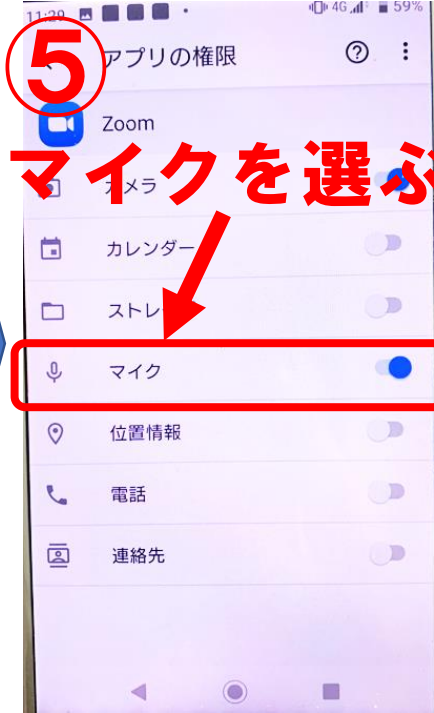 11:29 4G 59%
⑤
アプリの権限
Zoom
マイクを選ぶ
カメラ
カレンダー
ストレ
マイク
位置情報
電話
連絡先